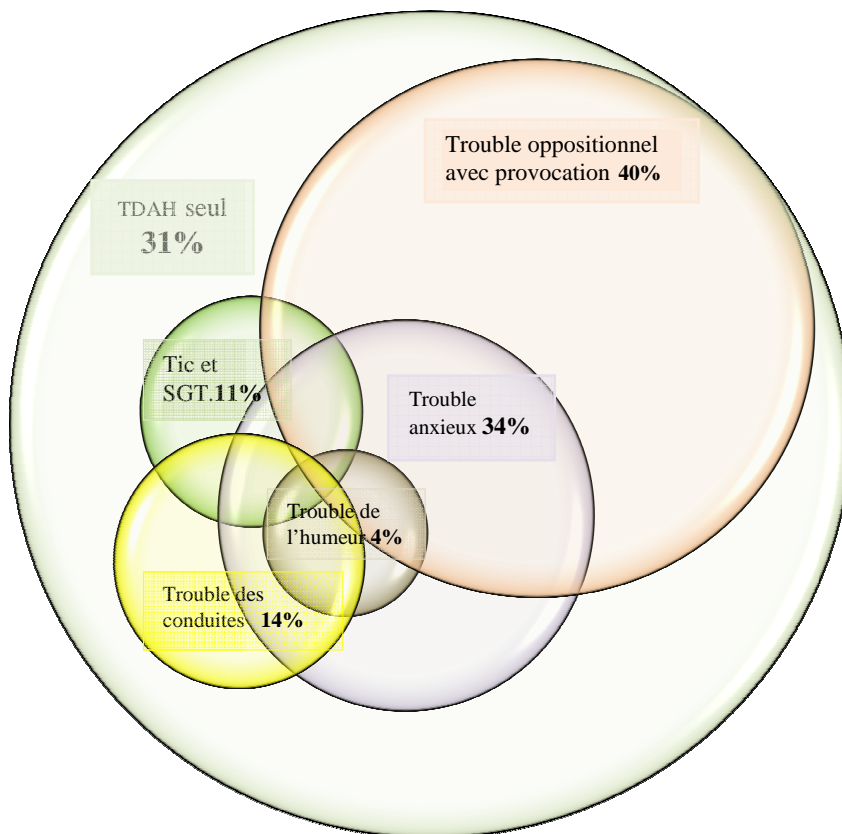 Trouble oppositionnel
avec provocation 40%
TDAH seul
31%
Tic et
SGT.11%
Trouble
anxieux 34%
Trouble de
l’humeur 4%
Trouble des
conduites 14%